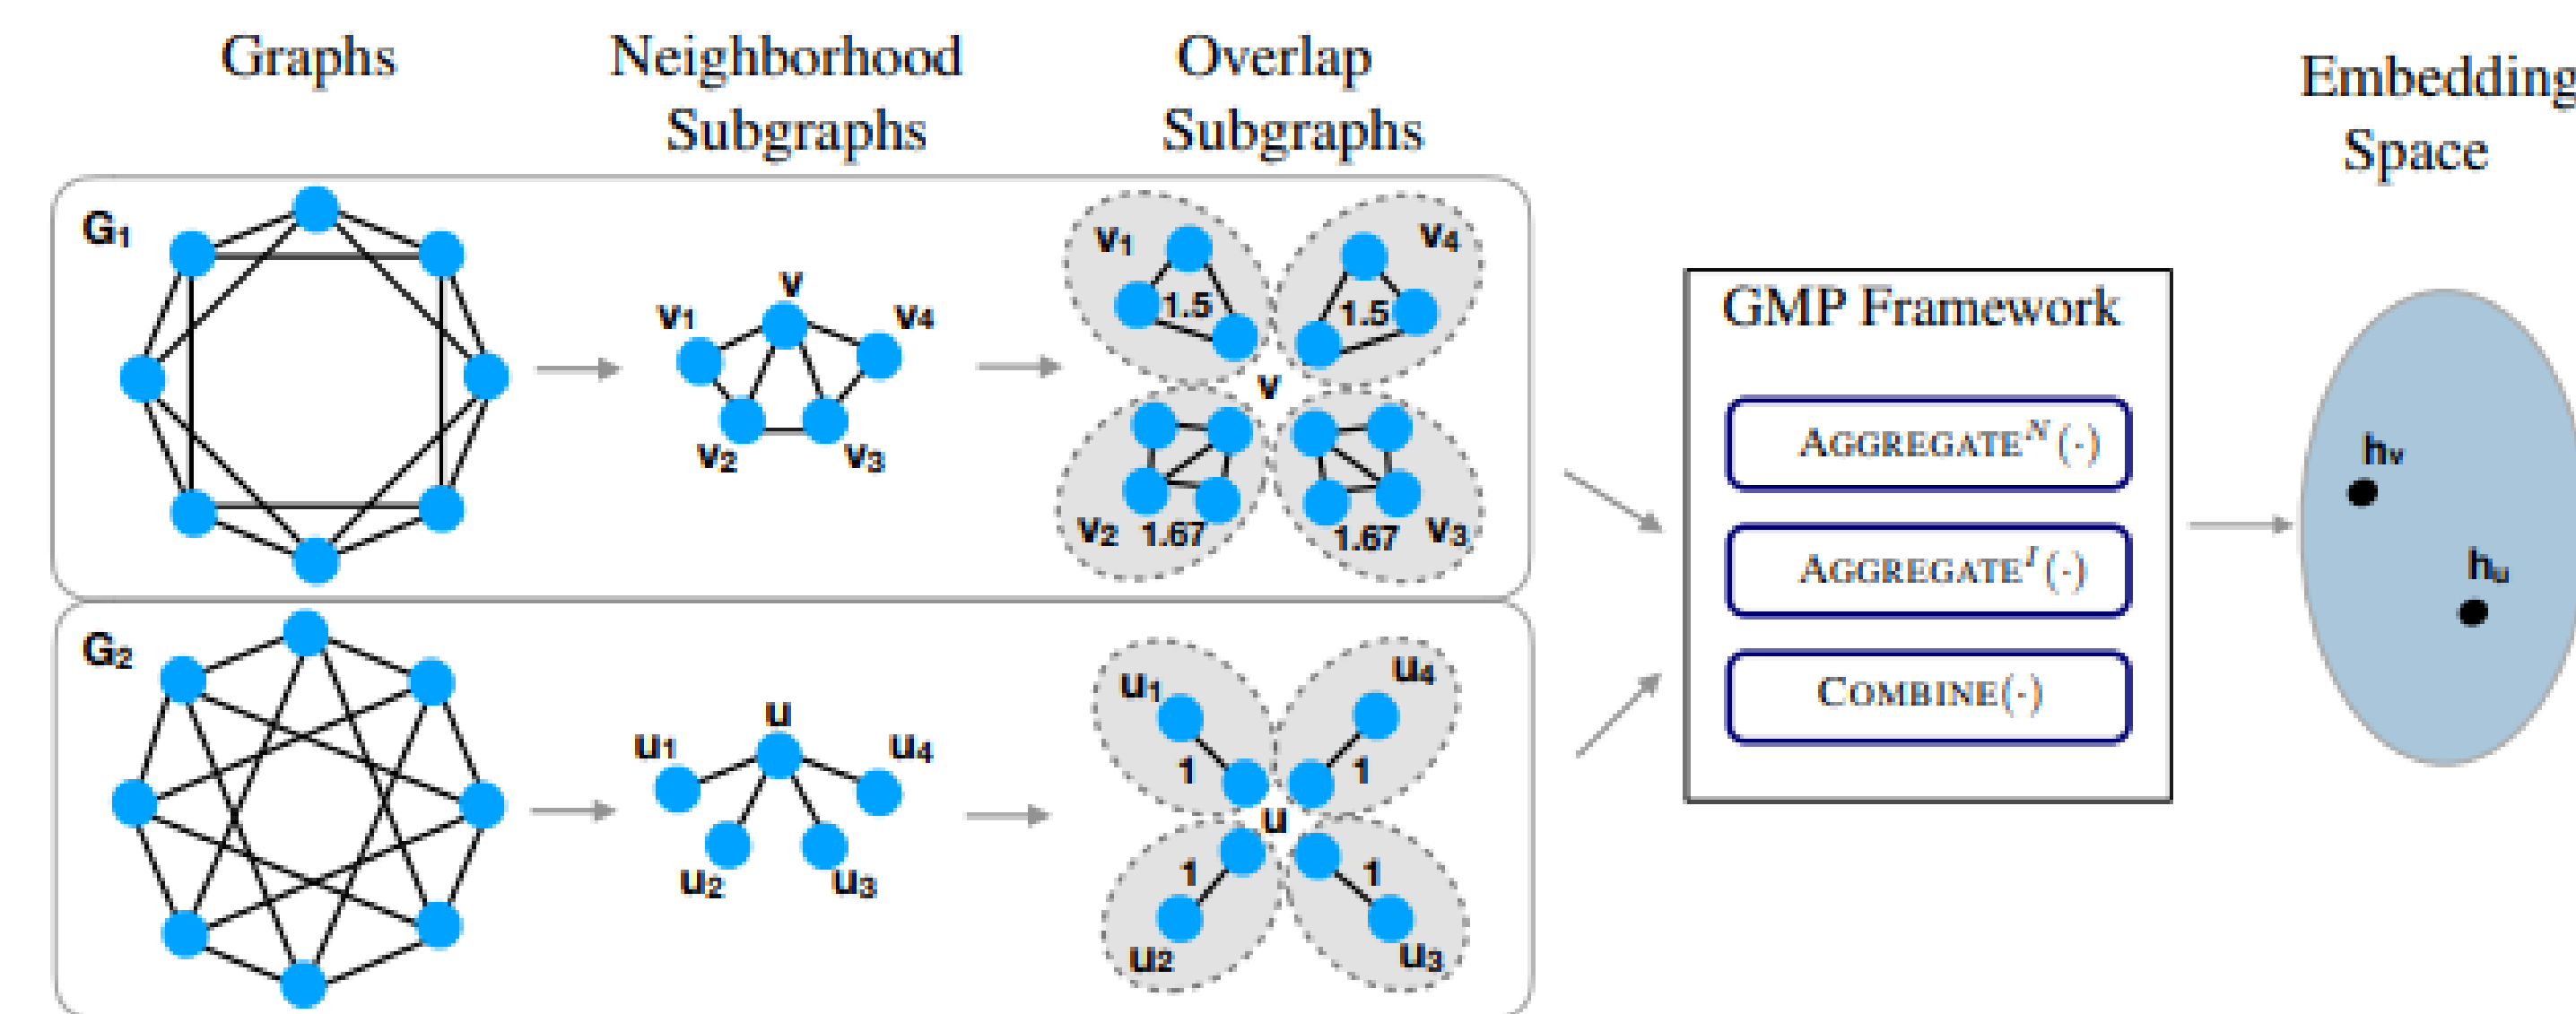 Graphs
Neighborhood
Subgraphs
Overlap
Subgraphs
Embedding
Space
G1
v
v1
v4
v2
v3
v1
1.5
v4
1.5
v
v2
1.67
1.67
v3
G2
u
u1
u4
u2
u3
u1
1
u4
1
u
1
u2
1
u3
GMP Framework
AGGREGATE^N(·)
AGGREGATE^I(·)
COMBINE(·)
hv
hu